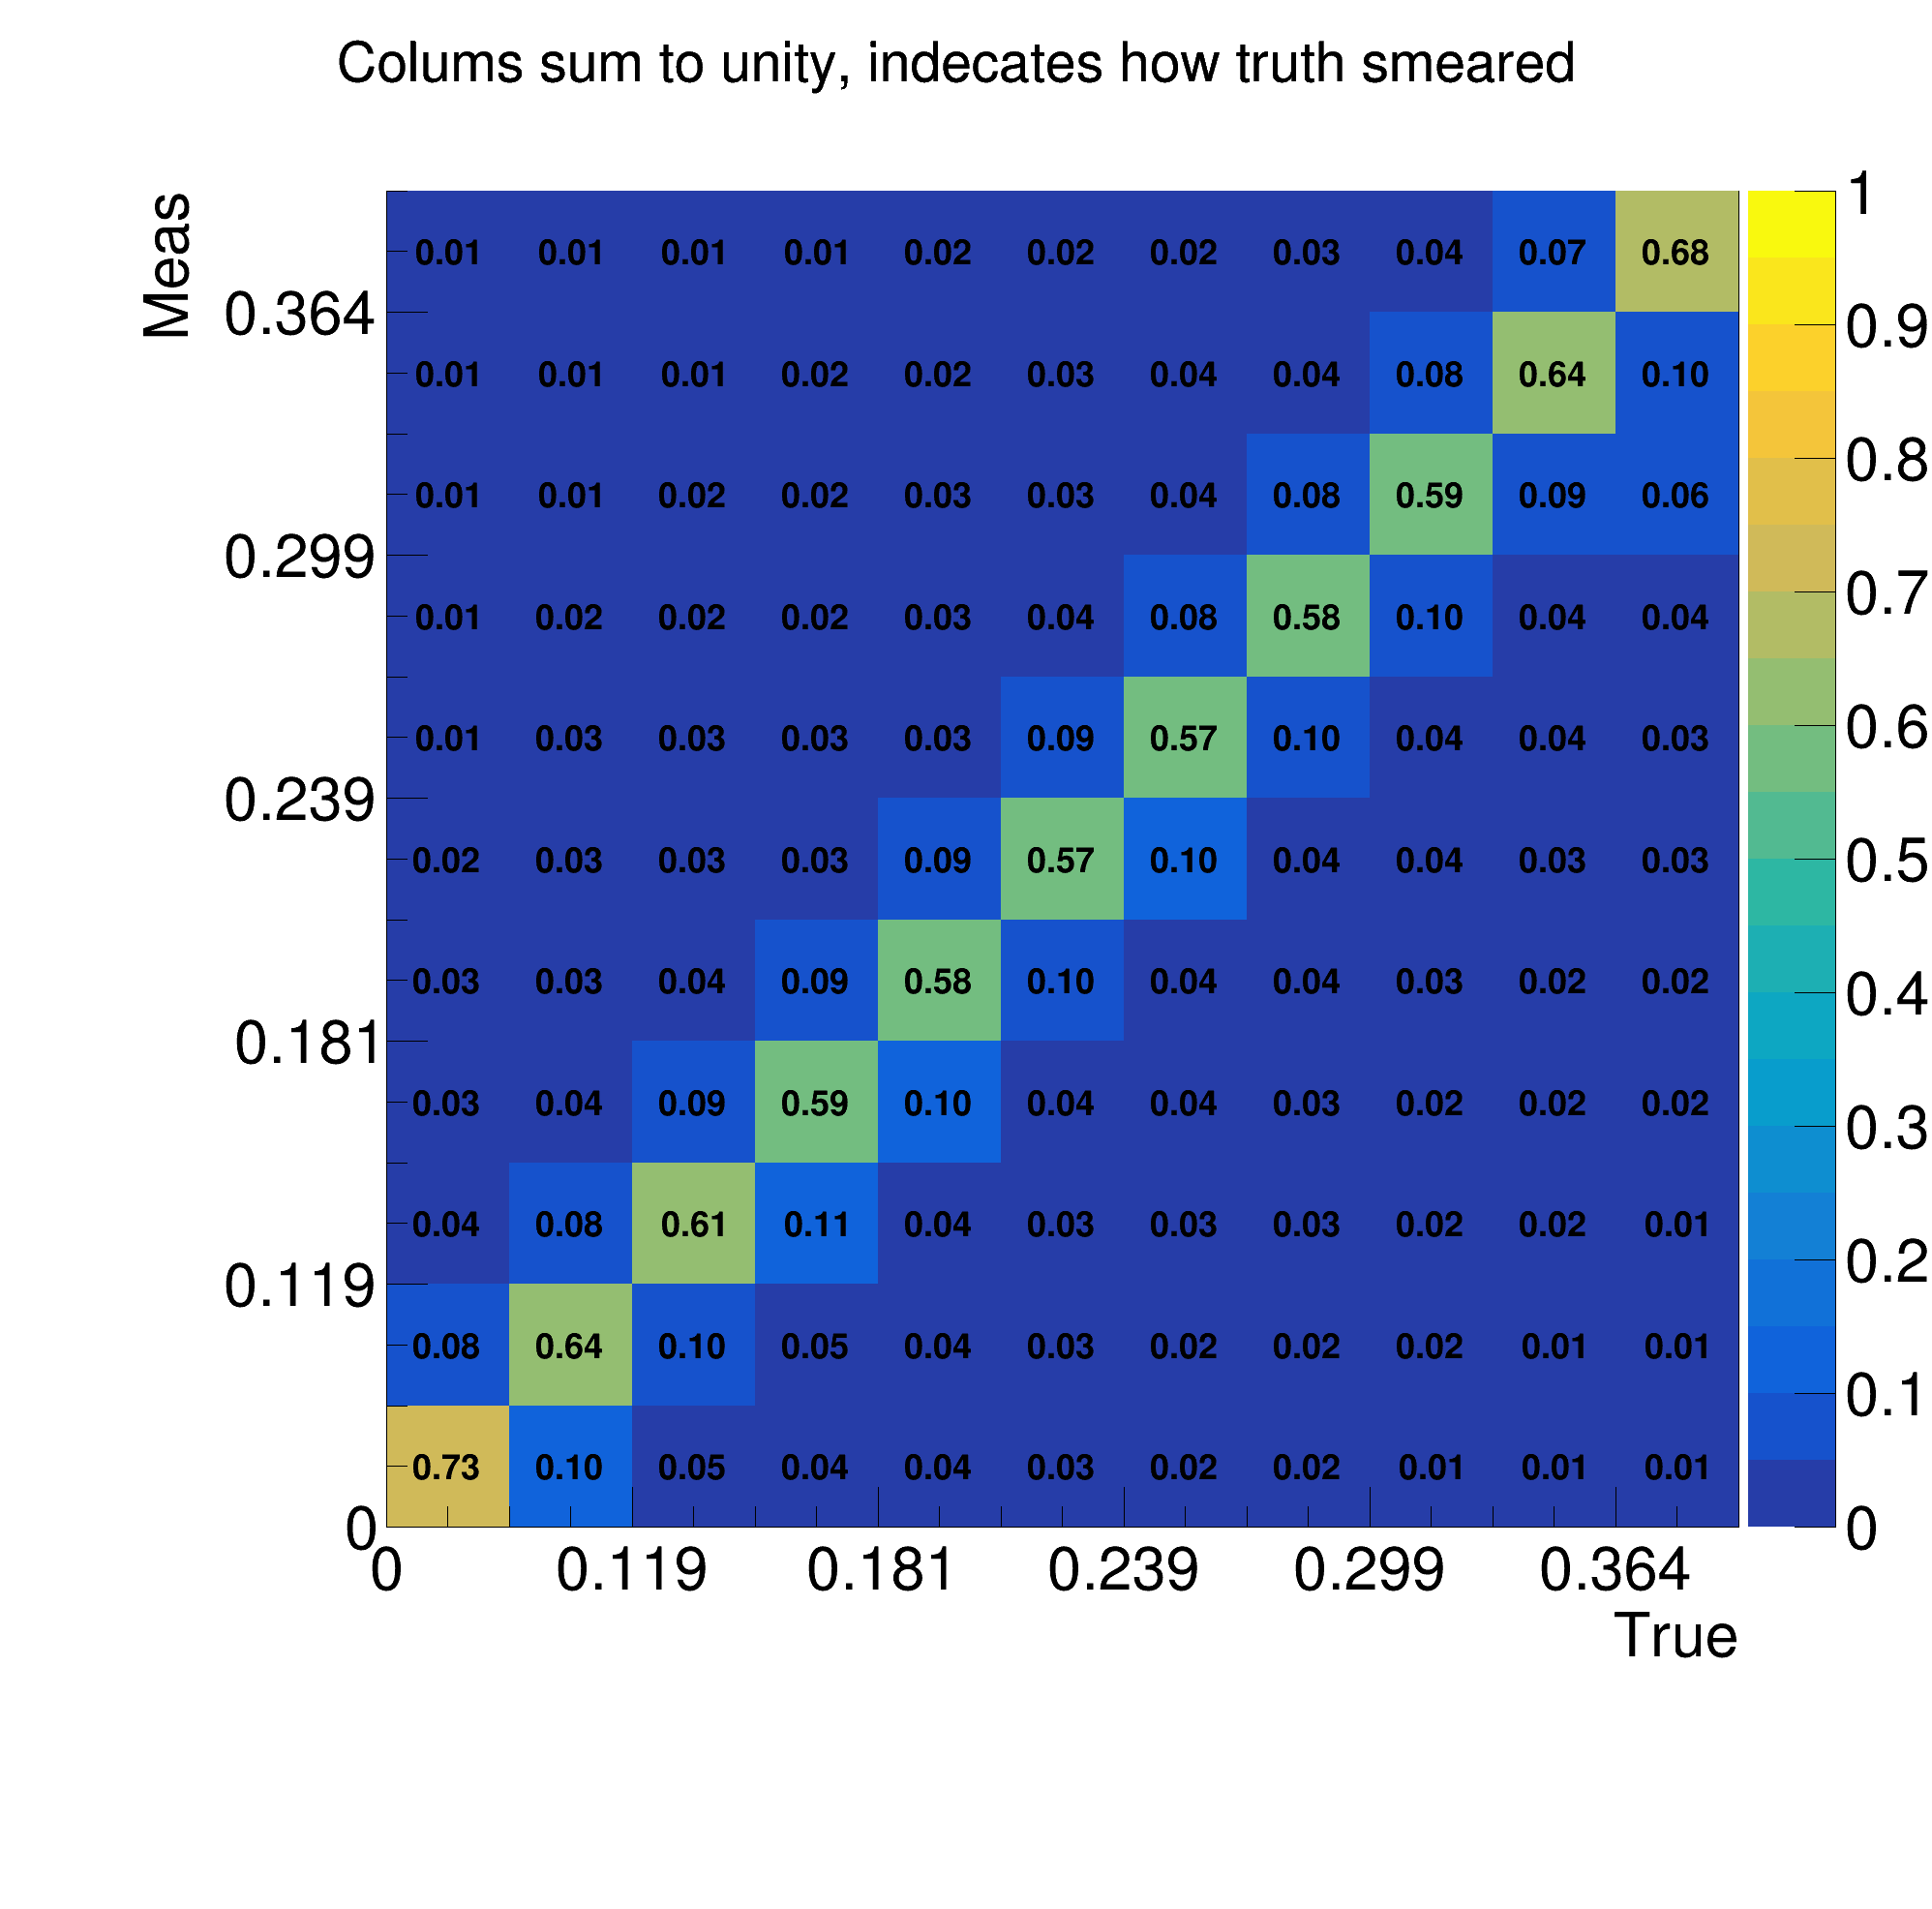 Colums sum to unity, indecates how truth smeared
Meas
0.01 0.01 0.01 0.01 0.02 0.02 0.02 0.03 0.04 0.07 0.68
1
0.364
0.9
0.01 0.01 0.01 0.02 0.02 0.03 0.04 0.04 0.08 0.64 0.10
0.8
0.01 0.01 0.02 0.02 0.03 0.03 0.04 0.08 0.59 0.09 0.06
0.299
0.7
0.01 0.02 0.02 0.02 0.03 0.04 0.08 0.58 0.10 0.04 0.04
0.6
0.01 0.03 0.03 0.03 0.03 0.09 0.57 0.10 0.04 0.04 0.03
0.239
0.5
0.02 0.03 0.03 0.03 0.09 0.57 0.10 0.04 0.04 0.03 0.03
0.03 0.03 0.04 0.09 0.58 0.10 0.04 0.04 0.03 0.02 0.02
0.4
0.181
0.03 0.04 0.09 0.59 0.10 0.04 0.04 0.03 0.02 0.02 0.02
0.3
0.04 0.08 0.61 0.11 0.04 0.03 0.03 0.03 0.02 0.02 0.01
0.2
0.119
0.08 0.64 0.10 0.05 0.04 0.03 0.02 0.02 0.02 0.01 0.01
0.1
0.73 0.10 0.05 0.04 0.04 0.03 0.02 0.02 0.01 0.01 0.01
0
0
0 0.119 0.181 0.239 0.299 0.364
True